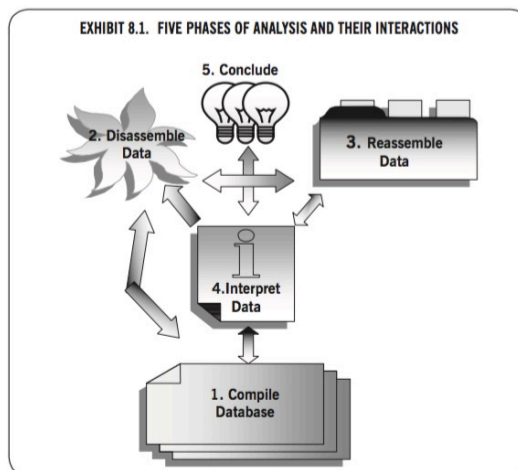 EXHIBIT 8.1. FIVE PHASES OF ANALYSIS AND THEIR INTERACTIONS
5. Conclude
2. Disassemble
Data
3. Reassemble
Data
4.Interpret
Data
1. Compile
Database